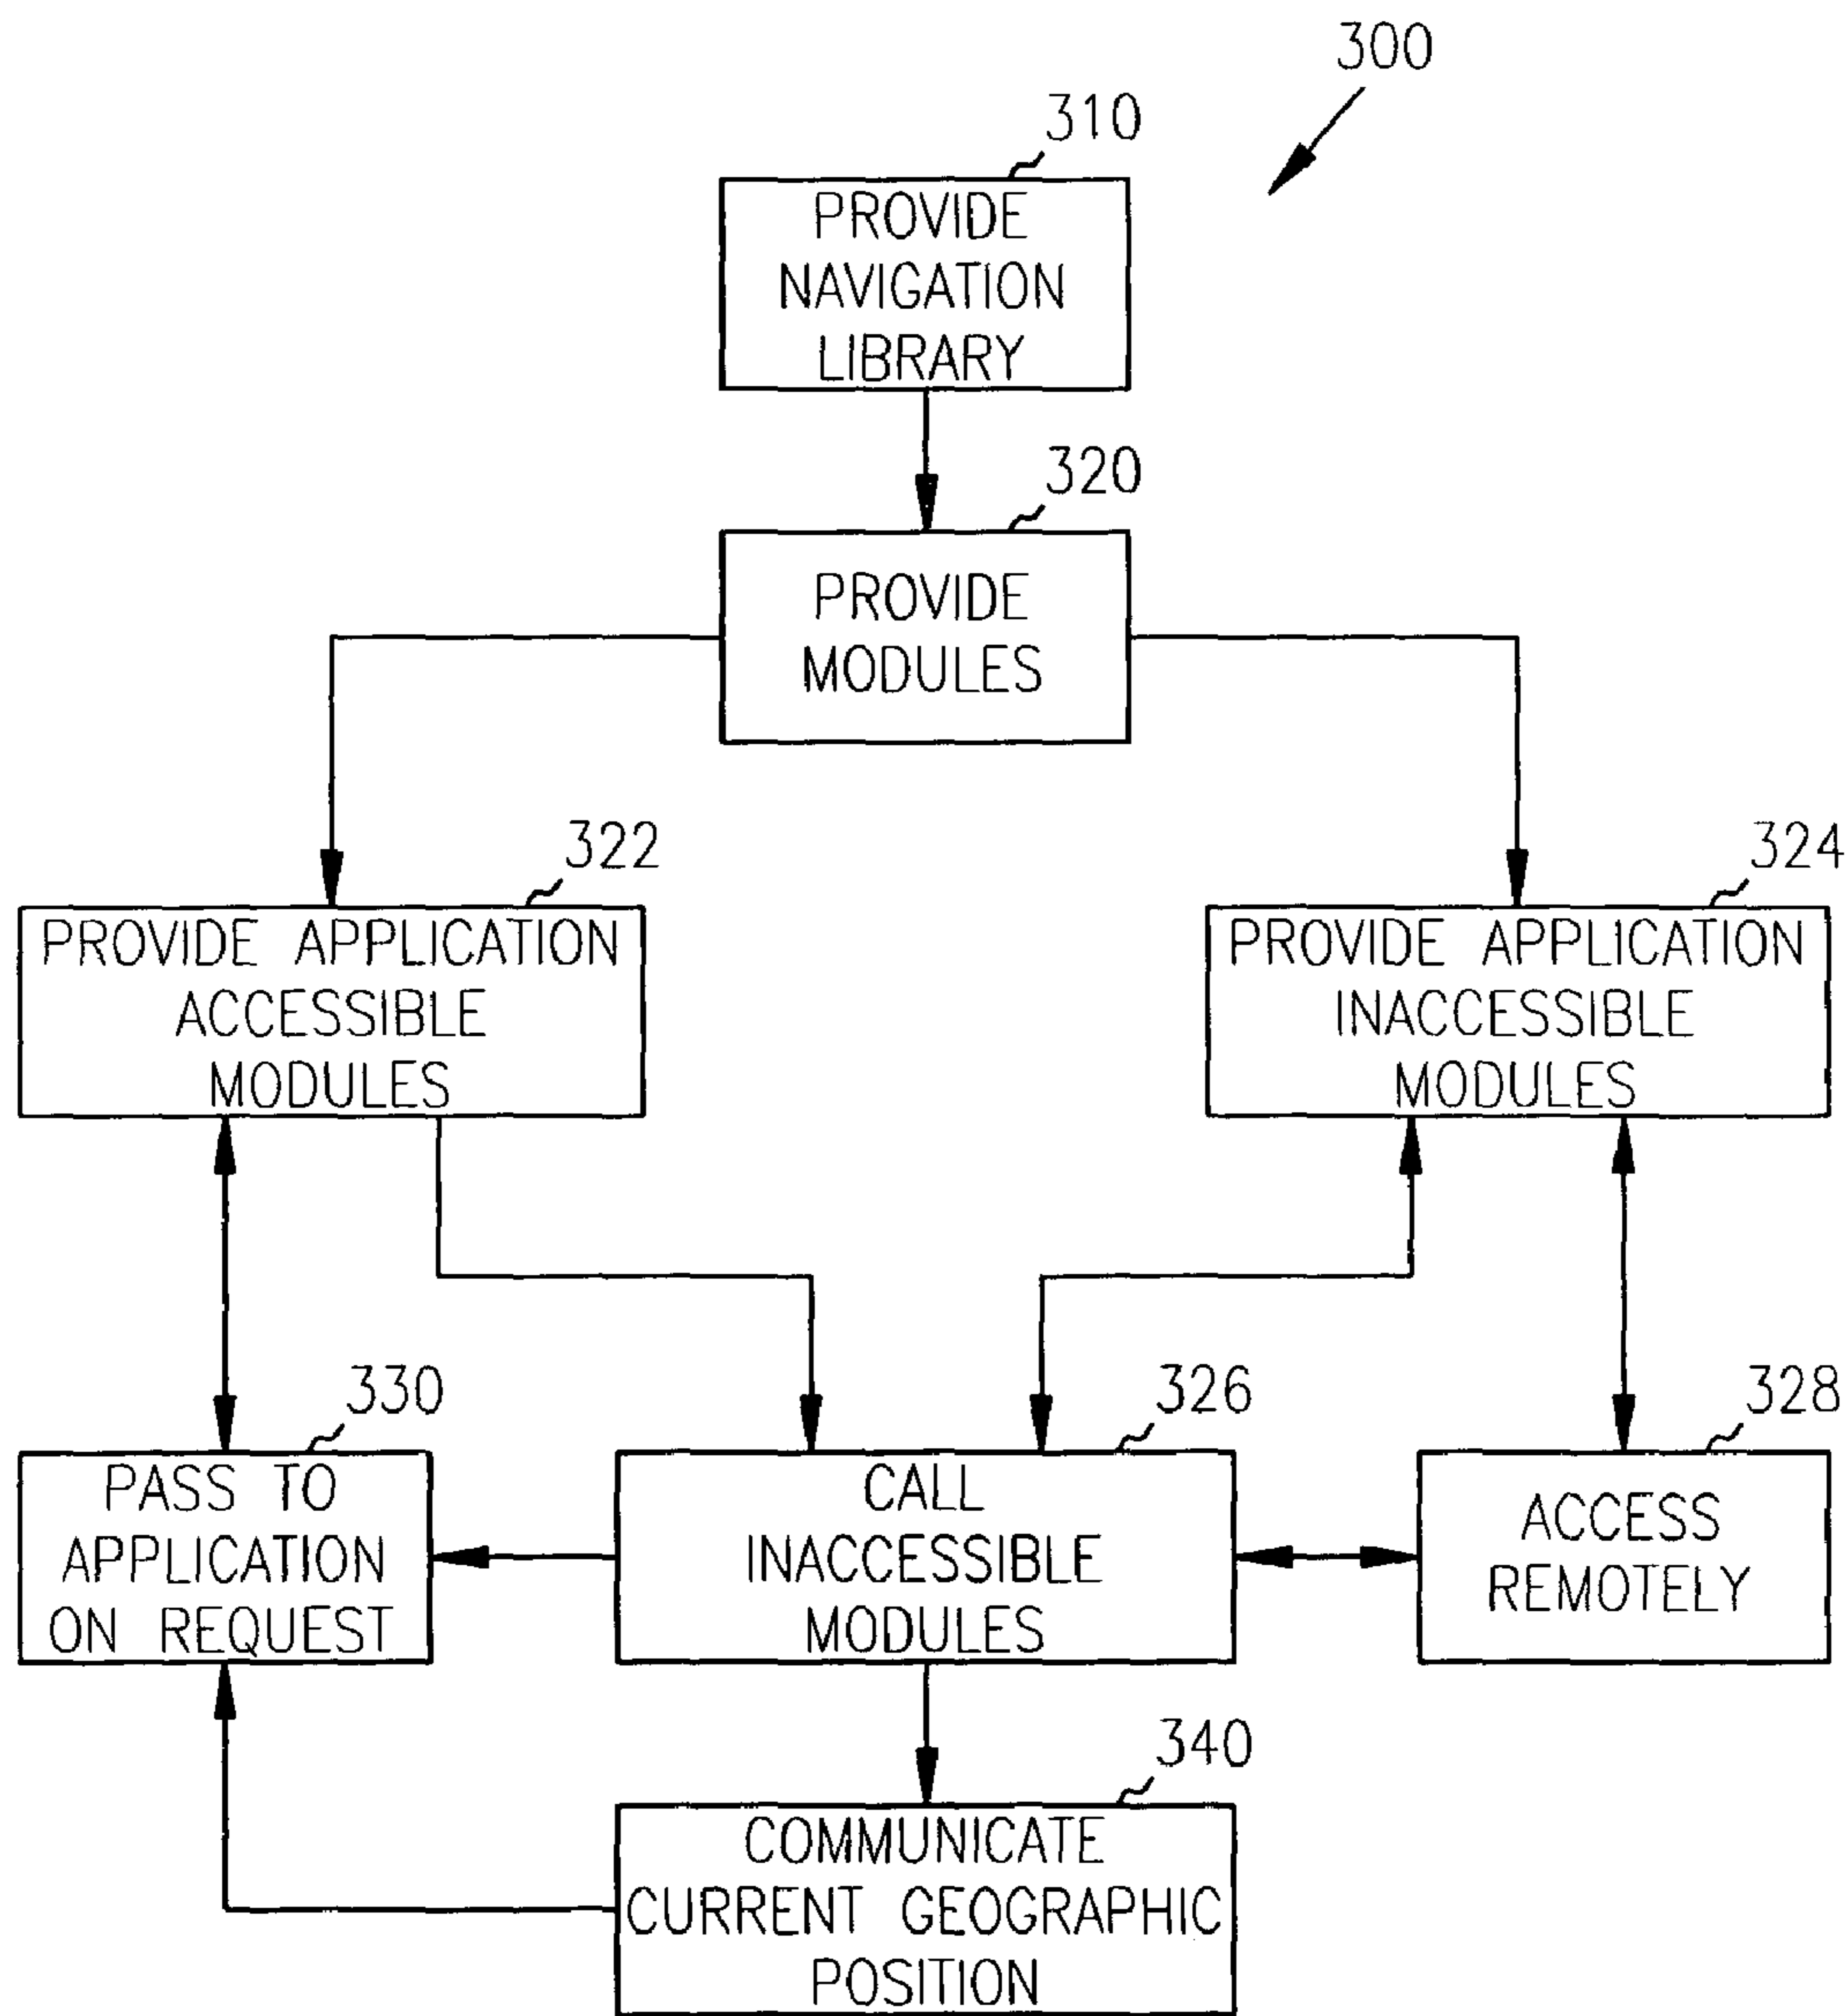 300
310
PROVIDE
NAVIGATION
LIBRARY
320
PROVIDE
MODULES
322
PROVIDE APPLICATION
ACCESSIBLE
MODULES
324
PROVIDE APPLICATION
INACCESSIBLE
MODULES
330
PASS TO
APPLICATION
ON REQUEST
326
CALL
INACCESSIBLE
MODULES
328
ACCESS
REMOTELY
340
COMMUNICATE
CURRENT GEOGRAPHIC
POSITION